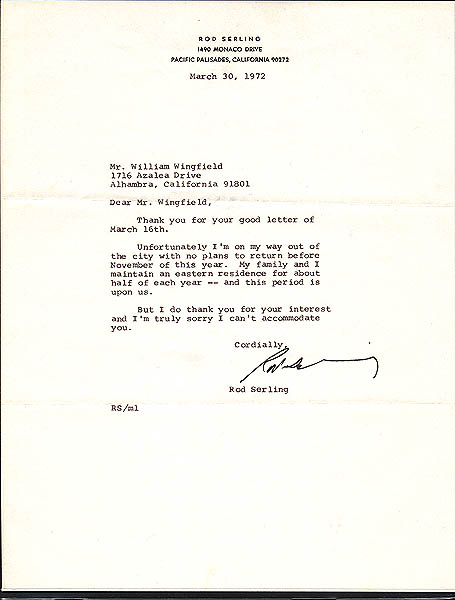 ROD SERLING
1490 MONACO DRIVE
PACIFIC PALISADES, CALIFORNIA 90272
March 30, 1972
Mr. William Wingfield
1716 Azalea Drive
Alhambra, California 91801
Dear Mr. Wingfield,
Thank you for your good letter of
March 16th.
Unfortunately I'm on my way out of
the city with no plans to return before
November of this year. My family and I
maintain an eastern residence for about
half of each year -- and this period is
upon us.
But I do thank you for your interest
and I'm truly sorry I can't accommodate
you.
Cordially,
Rod Serling
RS/ml